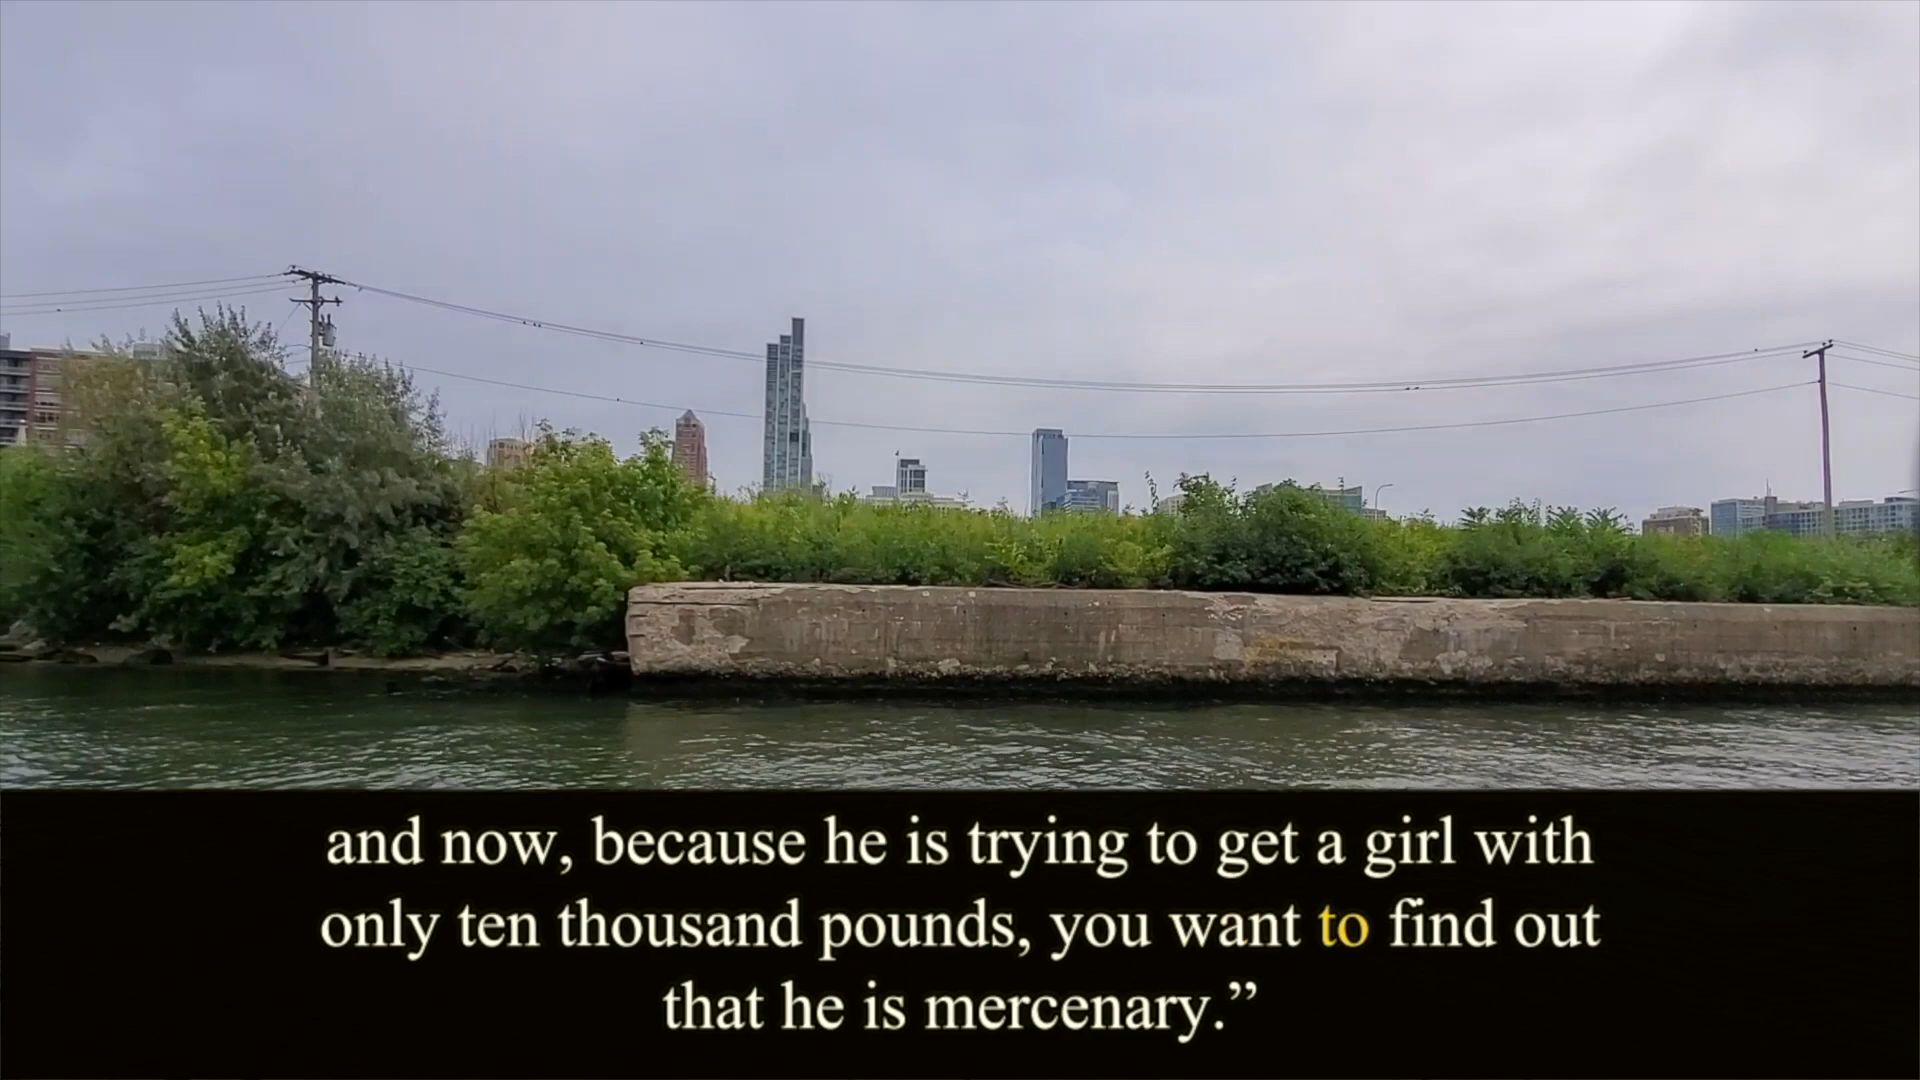 and now, because he is trying to get a girl with
only ten thousand pounds, you want to find out
that he is mercenary.”